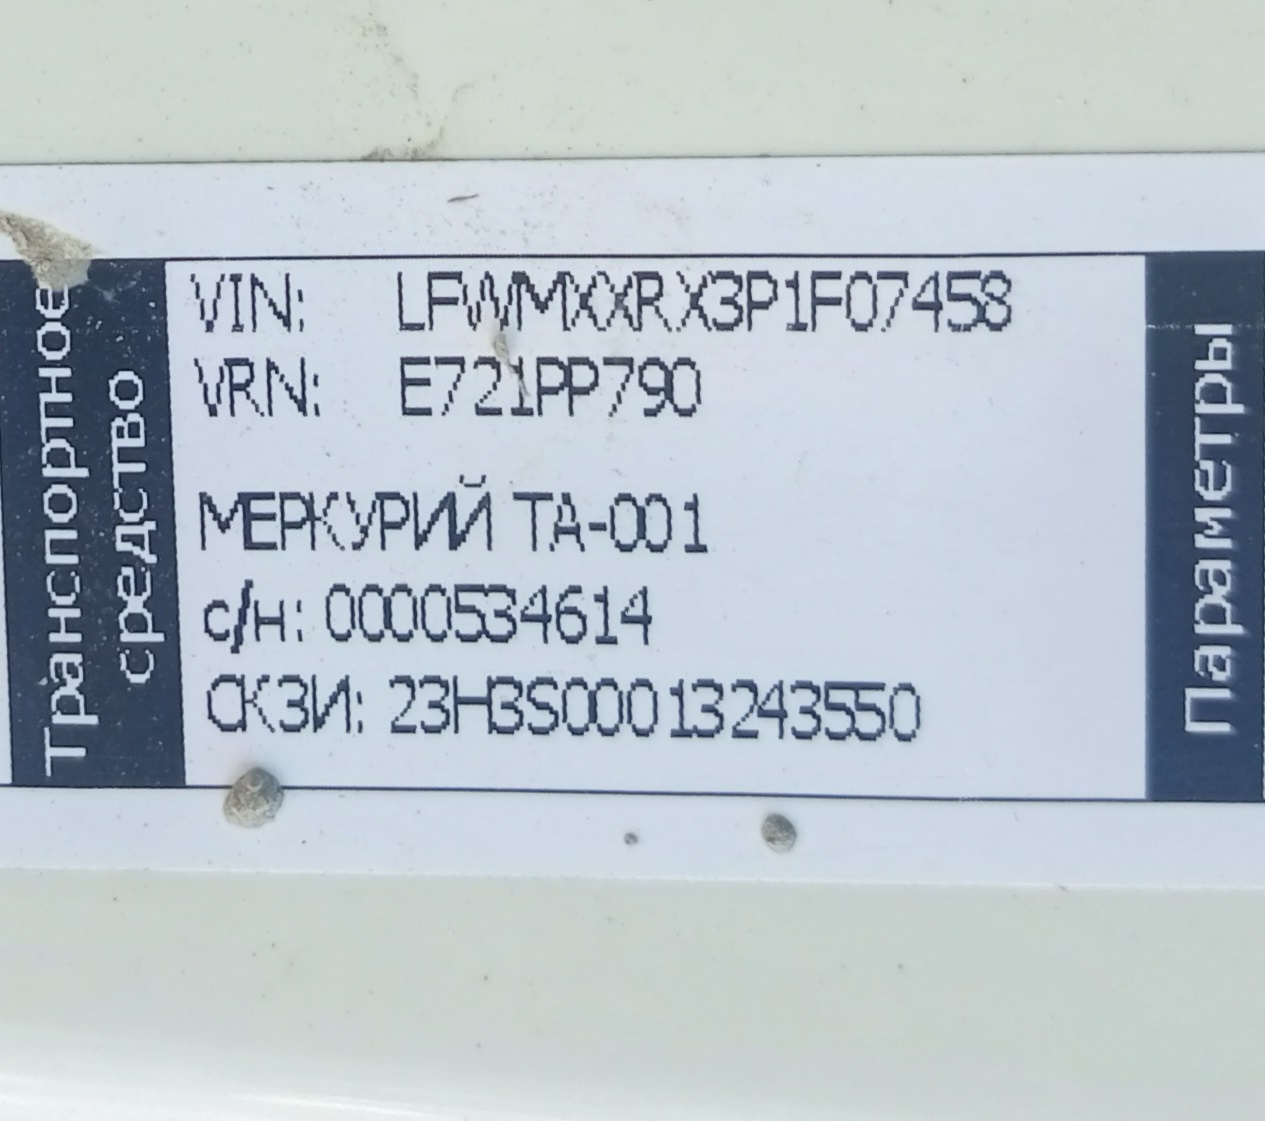 Транспортное
средство
VIN: LFWMXXRX3P1F07458
VRN: E721PP790
МЕРКУРИЙ ТА-001
с/н: 0000534614
СКЗИ: 23H3S00013243550
Параметры